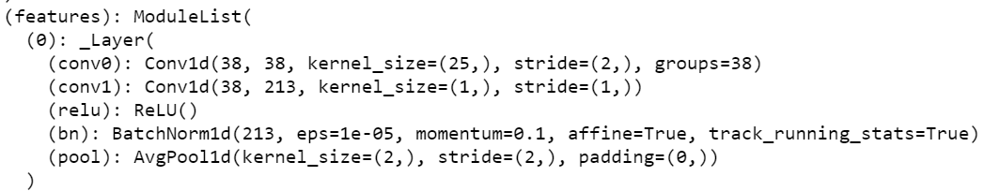 (features): ModuleList(
(0): _Layer(
(conv0): Conv1d(38, 38, kernel_size=(25,), stride=(2,), groups=38)
(conv1): Conv1d(38, 213, kernel_size=(1,), stride=(1,))
(relu): ReLU()
(bn): BatchNorm1d(213, eps=1e-05, momentum=0.1, affine=True, track_running_stats=True)
(pool): AvgPool1d(kernel_size=(2,), stride=(2,), padding=(0,))
)